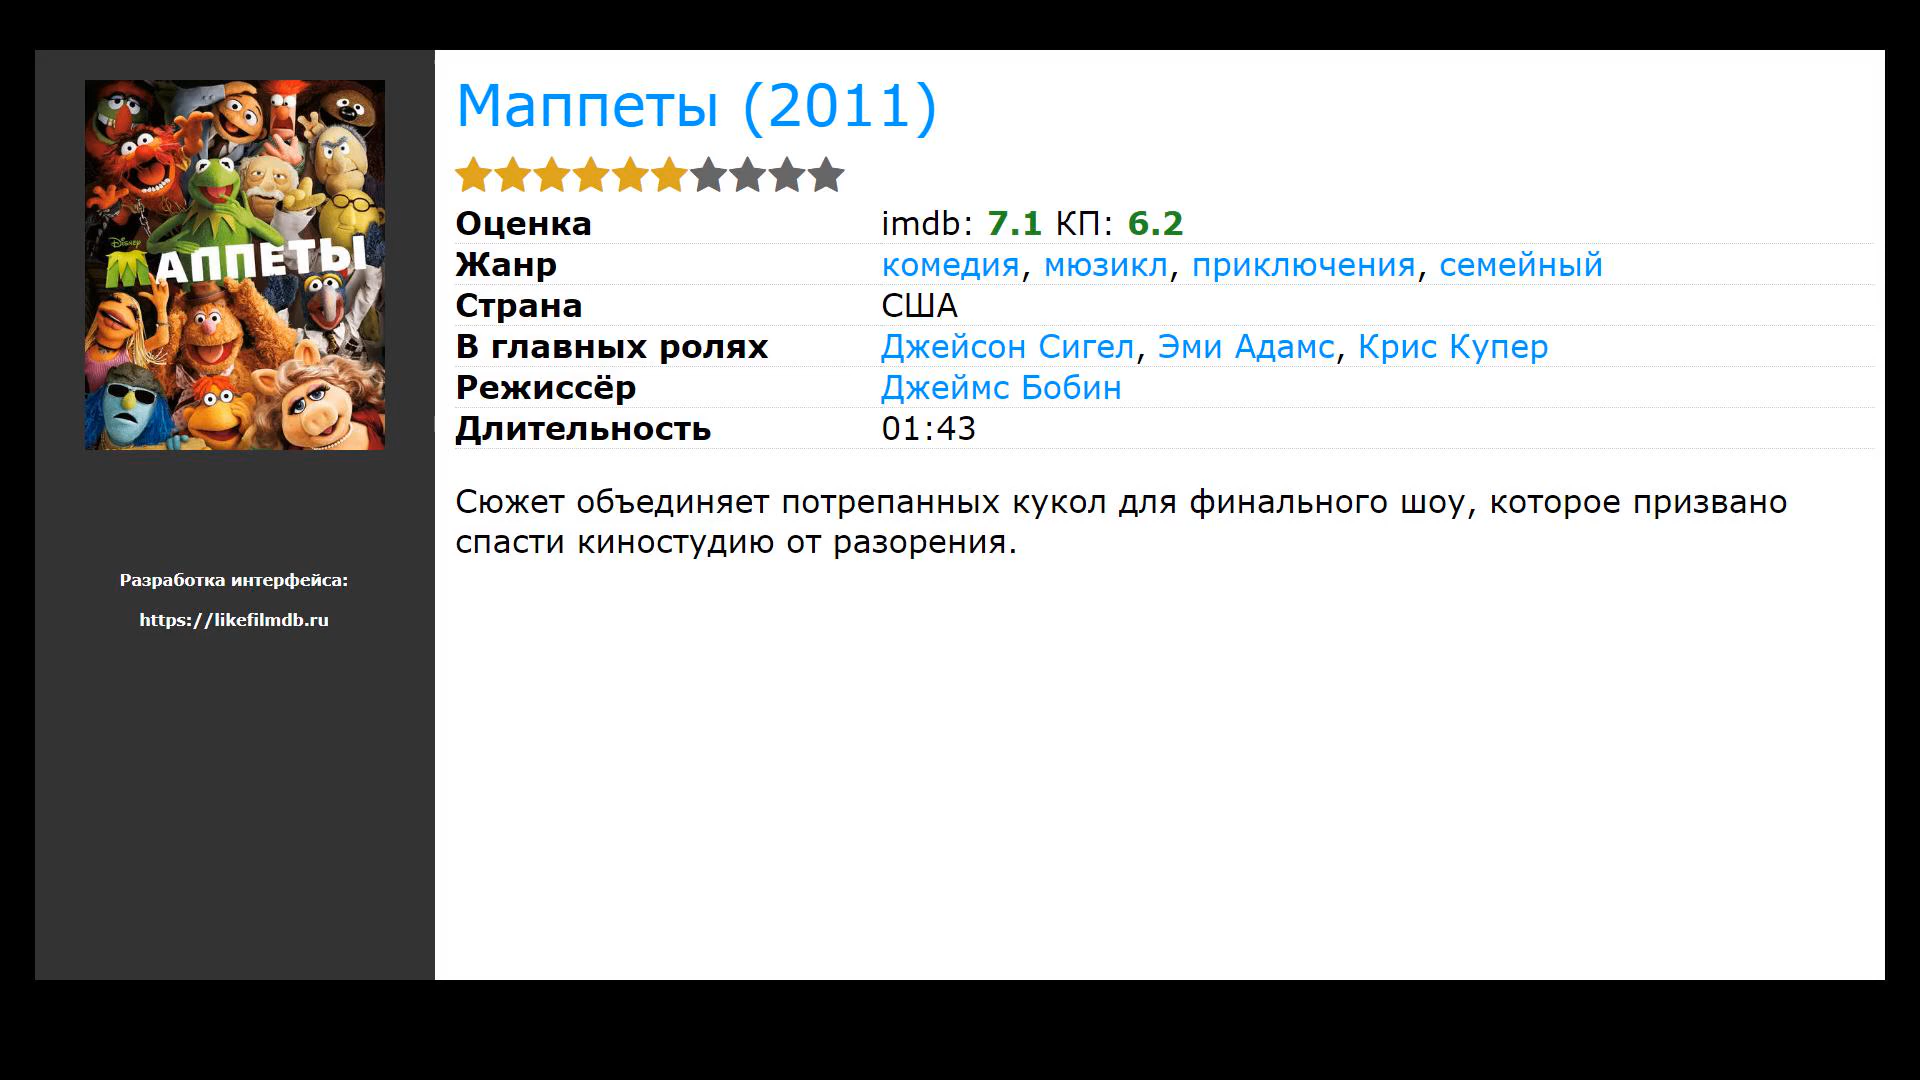 Disney
МАППЕТЫ
Разработка интерфейса:
https://likefilmdb.ru
Маппеты (2011)
Оценка imdb: 7.1 КП: 6.2
Жанр комедия, мюзикл, приключения, семейный
Страна США
В главных ролях Джейсон Сигел, Эми Адамс, Крис Купер
Режиссёр Джеймс Бобин
Длительность 01:43
Сюжет объединяет потрепанных кукол для финального шоу, которое призвано
спасти киностудию от разорения.